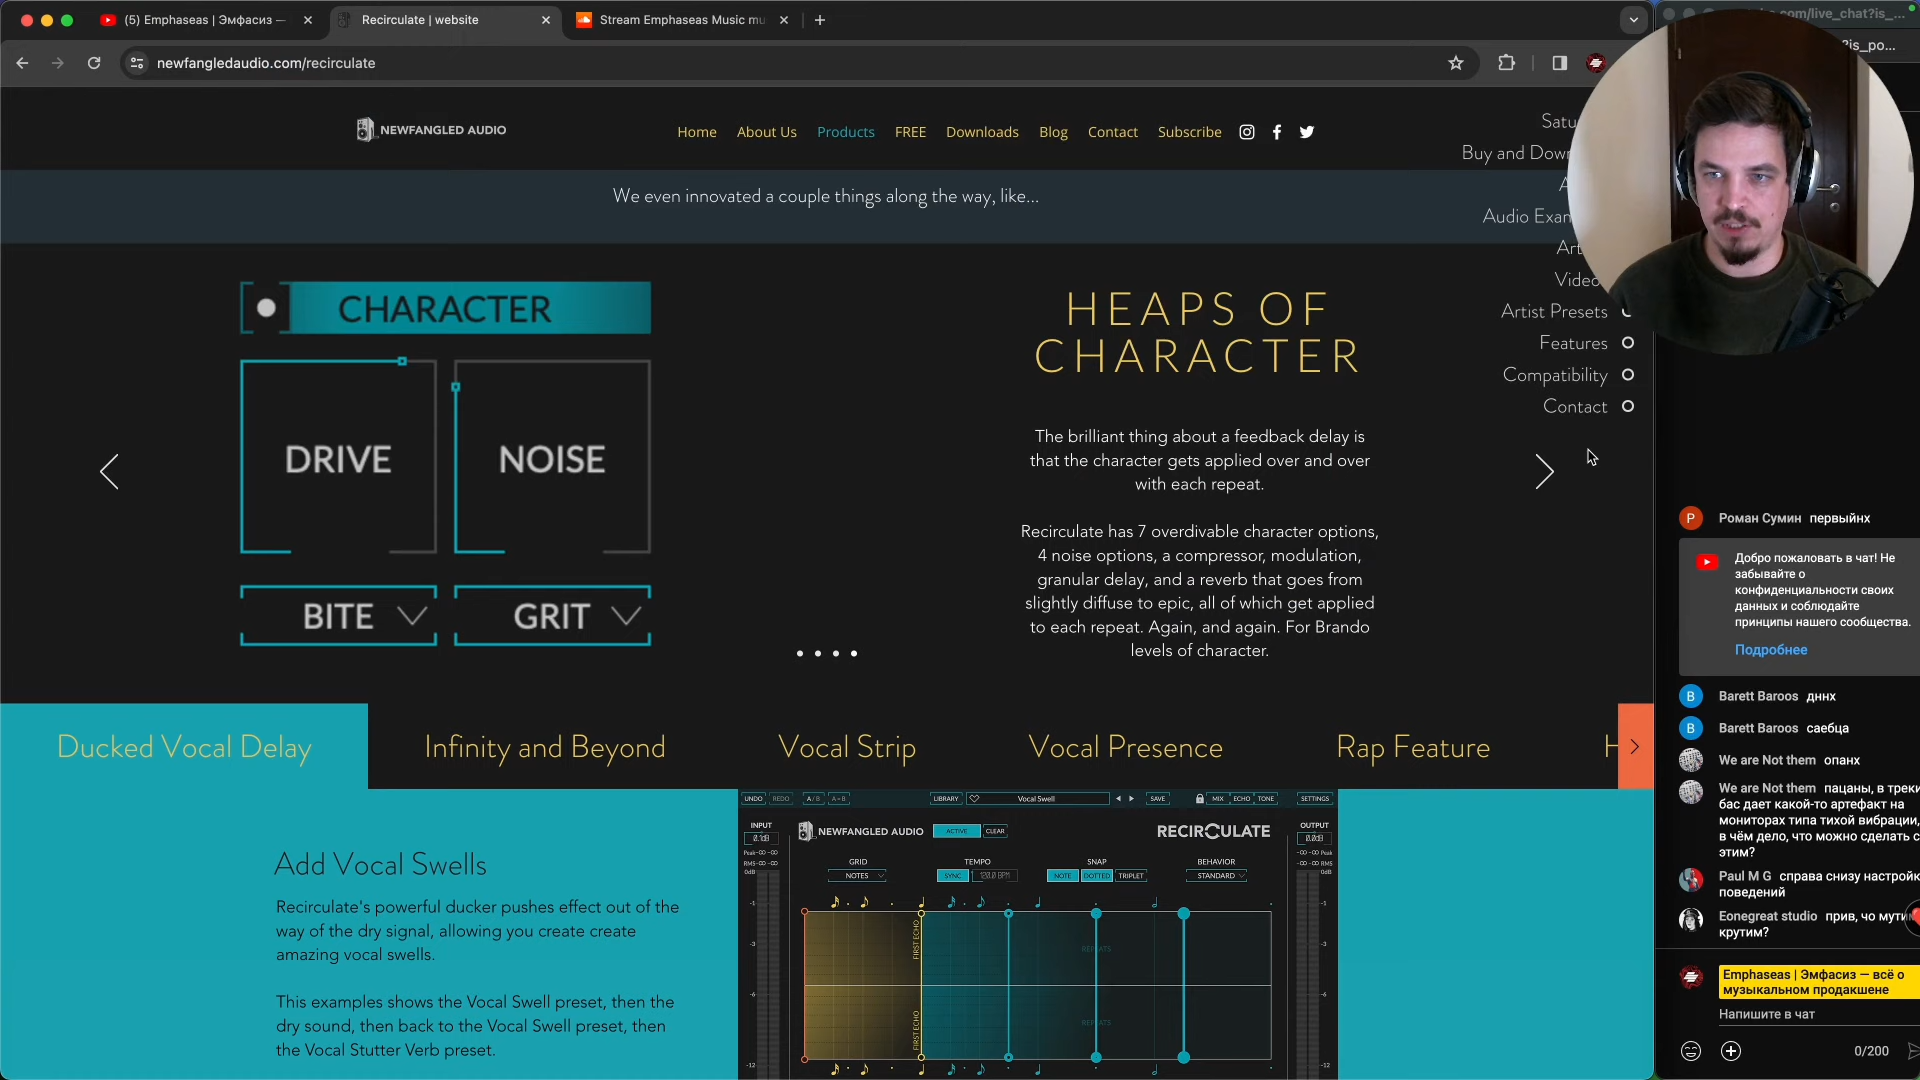 (5) Emphaseas | Эмфасиз —
Recirculate | website
Stream Emphaseas Music mu
newfangledaudio.com/recirculate
NEWFANGLED AUDIO
Home
About Us
Products
FREE
Downloads
Blog
Contact
Subscribe
We even innovated a couple things along the way, like...
Artist Presets
Features
Compatibility
Contact
CHARACTER
DRIVE
NOISE
BITE
GRIT
HEAPS OF
CHARACTER
The brilliant thing about a feedback delay is
that the character gets applied over and over
with each repeat.
Recirculate has 7 overdivable character options,
4 noise options, a compressor, modulation,
granular delay, and a reverb that goes from
slightly diffuse to epic, all of which get applied
to each repeat. Again, and again. For Brando
levels of character.
Ducked Vocal Delay
Infinity and Beyond
Vocal Strip
Vocal Presence
Rap Feature
Add Vocal Swells
Recirculate's powerful ducker pushes effect out of the
way of the dry signal, allowing you create create
amazing vocal swells.
This examples shows the Vocal Swell preset, then the
dry sound, then back to the Vocal Swell preset, then
the Vocal Stutter Verb preset.
UNDO
REDO
A/B
A=B
LIBRARY
Vocal Swell
SAVE
MIX
ECHO
TONE
SETTINGS
INPUT
NEWFANGLED AUDIO
ACTIVE
CLEAR
RECIRCULATE
OUTPUT
GRID
TEMPO
SNAP
BEHAVIOR
NOTES
SYNC
120.0 BPM
NOTE
DOTTED
TRIPLET
STANDARD
FIRST ECHO
REPEATS
FIRST ECHO
REPEATS
Роман Сумин первыйнх
Добро пожаловать в чат! Не
забывайте о
конфиденциальности своих
данных и соблюдайте
принципы нашего сообщества.
Подробнее
Barett Baroos дннх
Barett Baroos саебца
We are Not them опанх
We are Not them пацаны, в треки
бас дает какой-то артефакт на
мониторах типа тихой вибрации,
в чём дело, что можно сделать с
этим?
Paul M G справа снизу настройк
поведений
Eonegreat studio прив, чо мути
крутим?
Emphaseas | Эмфасиз — всё о
музыкальном продакшене
Напишите в чат
0/200